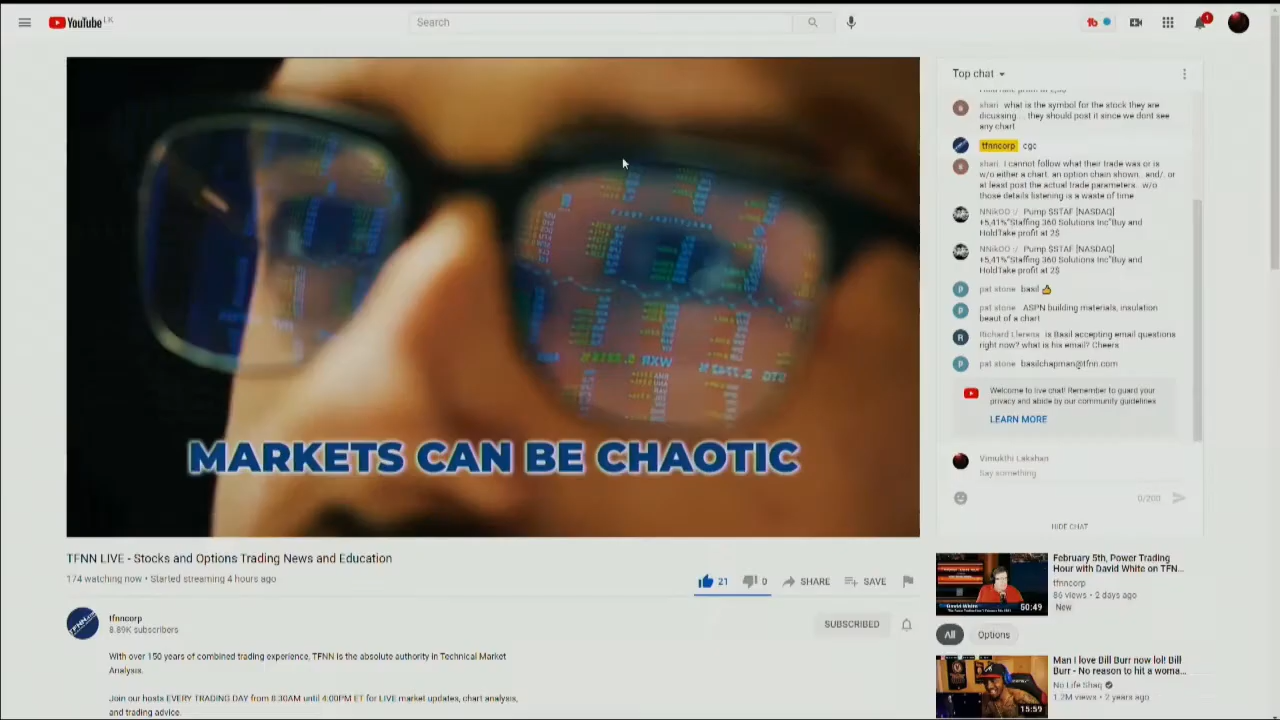 YouTube LK
Search
1
Top chat
shari what is the symbol for the stock they are
dicussing . . they should post it since we dont see
any chart
tfnncorp cgc
shari I cannot follow what their trade was or is
w/o either a chart. an option chain shown.. and/. or
at least post the actual trade parameters.. w/o
those details listening is a waste of time
NNikOO :/ Pump $STAF [NASDAQ]
+5,41%"Staffing 360 Solutions Inc"Buy and
HoldTake profit at 2$
NNikOO :/ Pump $STAF [NASDAQ]
+5,41%"Staffing 360 Solutions Inc"Buy and
HoldTake profit at 2$
pat stone basil
pat stone ASPN building materials, insulation
beaut of a chart
Richard Llerena is Basil accepting email questions
right now? what is his email? Cheers
pat stone basilchapman@tfnn.com
Welcome to live chat! Remember to guard your
privacy and abide by our community guidelines.
LEARN MORE
Vimukthi Lakshan
Say something
0/200
HIDE CHAT
MARKETS CAN BE CHAOTIC
TFNN LIVE - Stocks and Options Trading News and Education
174 watching now • Started streaming 4 hours ago
21 0 SHARE SAVE
tfnncorp
8.89K subscribers
SUBSCRIBED
With over 150 years of combined trading experience, TFNN is the absolute authority in Technical Market
Analysis.
Join our hosts EVERY TRADING DAY from 8:30AM until 4:00PM ET for LIVE market updates, chart analysis,
and trading advice.
February 5th, Power Trading
Hour with David White on TFN...
tfnncorp
86 views • 2 days ago
New
David White
50:49
All Options
Man I love Bill Burr now lol! Bill
Burr - No reason to hit a woma...
No Life Shaq
1.2M views • 2 years ago
15:59